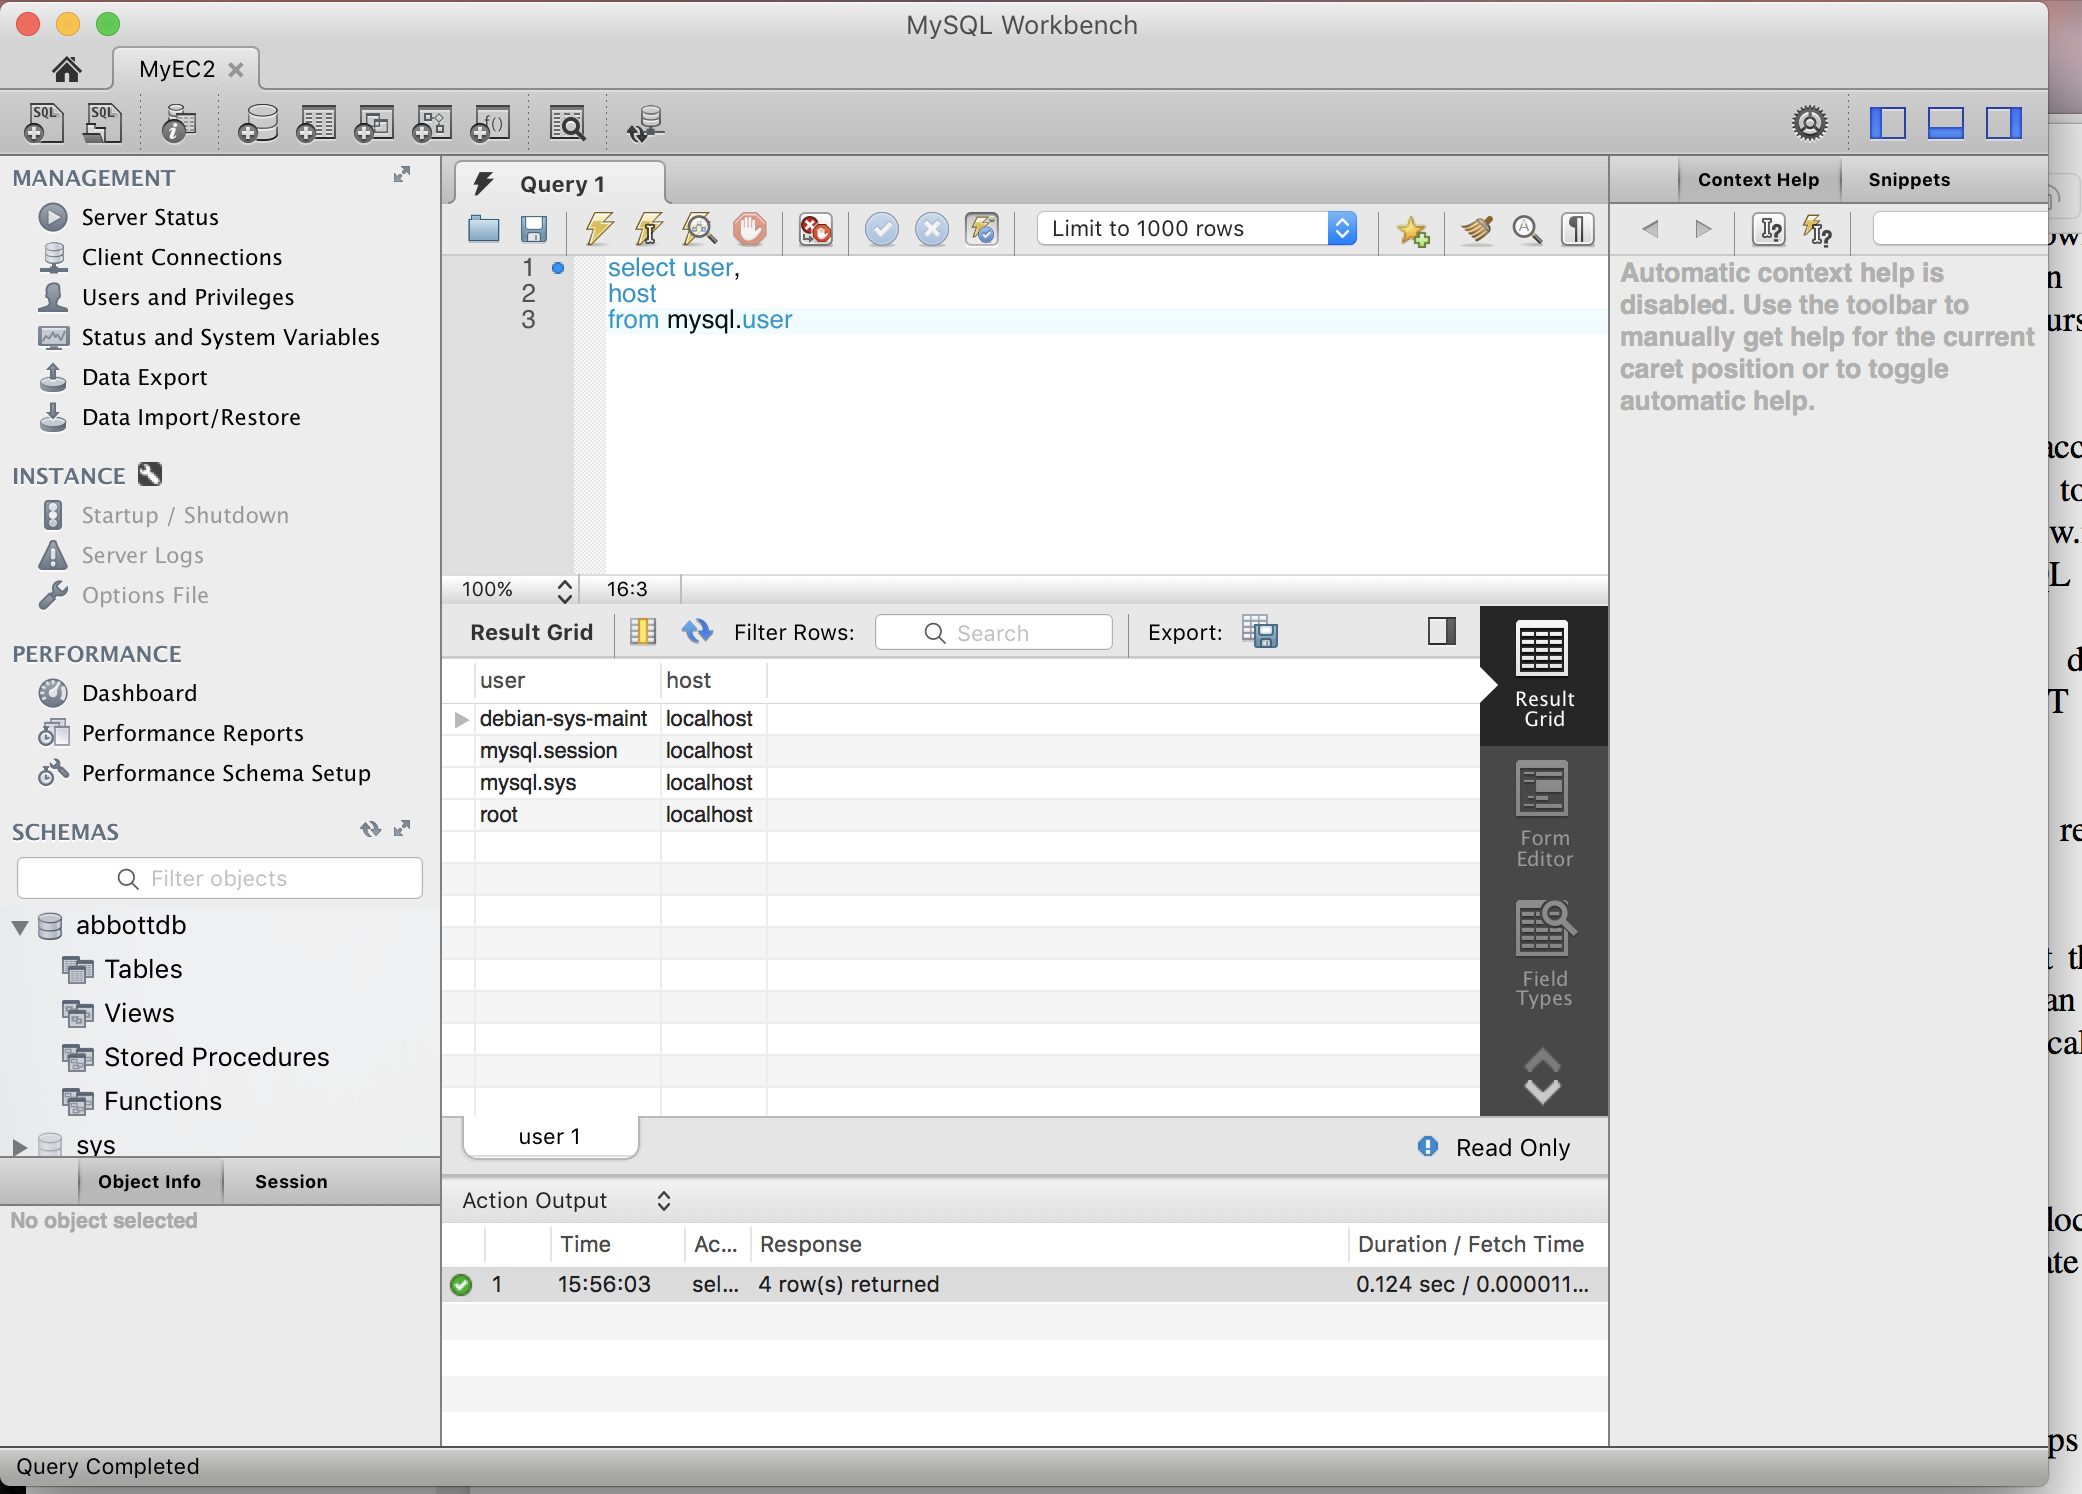 MySQL Workbench
MyEC2
MANAGEMENT
Server Status
Client Connections
Users and Privileges
Status and System Variables
Data Export
Data Import/Restore
INSTANCE
Startup / Shutdown
Server Logs
Options File
PERFORMANCE
Dashboard
Performance Reports
Performance Schema Setup
SCHEMAS
Filter objects
abbottdb
Tables
Views
Stored Procedures
Functions
sys
Object Info Session
No object selected
Query 1
Limit to 1000 rows
1 select user,
2 host
3 from mysql.user
100% 16:3
Result Grid Filter Rows: Search Export:
user host
debian-sys-maint localhost
mysql.session localhost
mysql.sys localhost
root localhost
Result
Grid
Form
Editor
Field
Types
user 1
Read Only
Action Output
Time Ac... Response Duration / Fetch Time
1 15:56:03 sel... 4 row(s) returned 0.124 sec / 0.000011...
Context Help Snippets
Automatic context help is
disabled. Use the toolbar to
manually get help for the current
caret position or to toggle
automatic help.
Query Completed